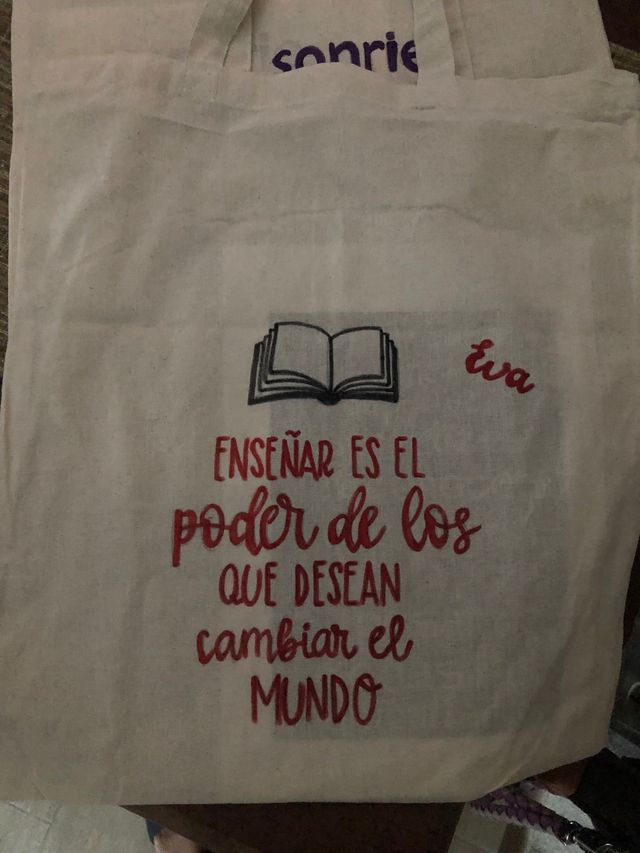 sonrie
Eva
ENSEÑAR ES EL
poder de los
QUE DESEAN
cambiar el
MUNDO